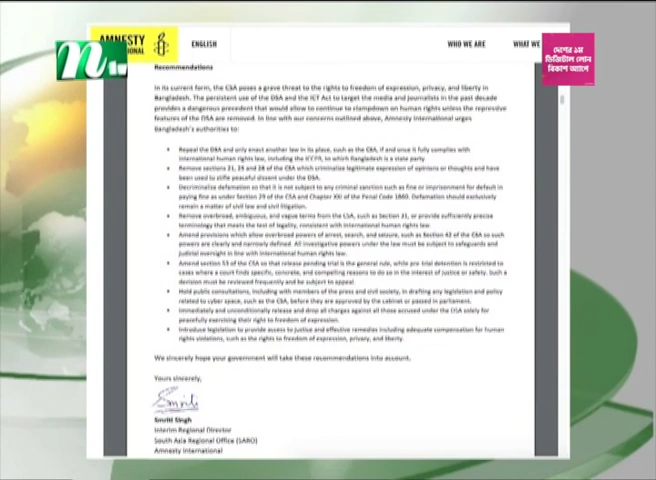 AMNESTY
ENGLISH
WHO WE ARE
WHAT WE
দেশের ১ম
ডিজিটাল লোন
বিকাশ অ্যাপে
Recommendations
In its current form, the CSA poses a grave threat to the rights to freedom of expression, privacy, and liberty in
Bangladesh. The persistent use of the DSA and the ICT Act to target the media and journalists in the past decade
provides a dangerous precedent that would allow to continue to clampdown on human rights unless the repressive
features of the DSA are removed. In line with our concerns outlined above, Amnesty International urges
Bangladesh's authorities to:
Repeal the DSA and only enact another law in its place, such as the CSA, if and once it fully complies with
international human rights law, including the ICCPR, to which Bangladesh is a state party.
Remove sections 21, 25 and 28 of the CSA which criminalize legitimate expression of opinions or thoughts and have
been used to stifle peaceful dissent under the DSA.
Decriminalize defamation so that it is not subject to any criminal sanction such as fine or imprisonment for default in
paying fine as under Section 29 of the CSA and Chapter XXI of the Penal Code 1860. Defamation should exclusively
remain a matter of civil law and civil litigation.
Remove overbroad, ambiguous, and vague terms from the CSA, such as Section 31, or provide sufficiently precise
terminology that meets the test of legality, consistent with international human rights law.
Amend provisions which allow overbroad powers of arrest, search, and seizure, such as Section 42 of the CSA so such
powers are clearly and narrowly defined. All investigative powers under the law must be subject to safeguards and
judicial oversight in line with international human rights law.
Amend section 53 of the CSA so that release pending trial is the general rule, while pre trial detention is restricted to
cases where a court finds specific, concrete, and compelling reasons to do so in the interest of justice or safety. Such a
decision must be reviewed frequently and be subject to appeal.
Hold public consultations, including with members of the press and civil society, in drafting any legislation and policy
related to cyber space, such as the CSA, before they are approved by the cabinet or passed in parliament.
Immediately and unconditionally release and drop all charges against all those accused under the DSA solely for
peacefully exercising their right to freedom of expression.
Introduce legislation to provide access to justice and effective remedies including adequate compensation for human
rights violations, such as the rights to freedom of expression, privacy, and liberty.
We sincerely hope your government will take these recommendations into account.
Yours sincerely,
Smriti
Smriti Singh
Interim Regional Director
South Asia Regional Office (SARO)
Amnesty International